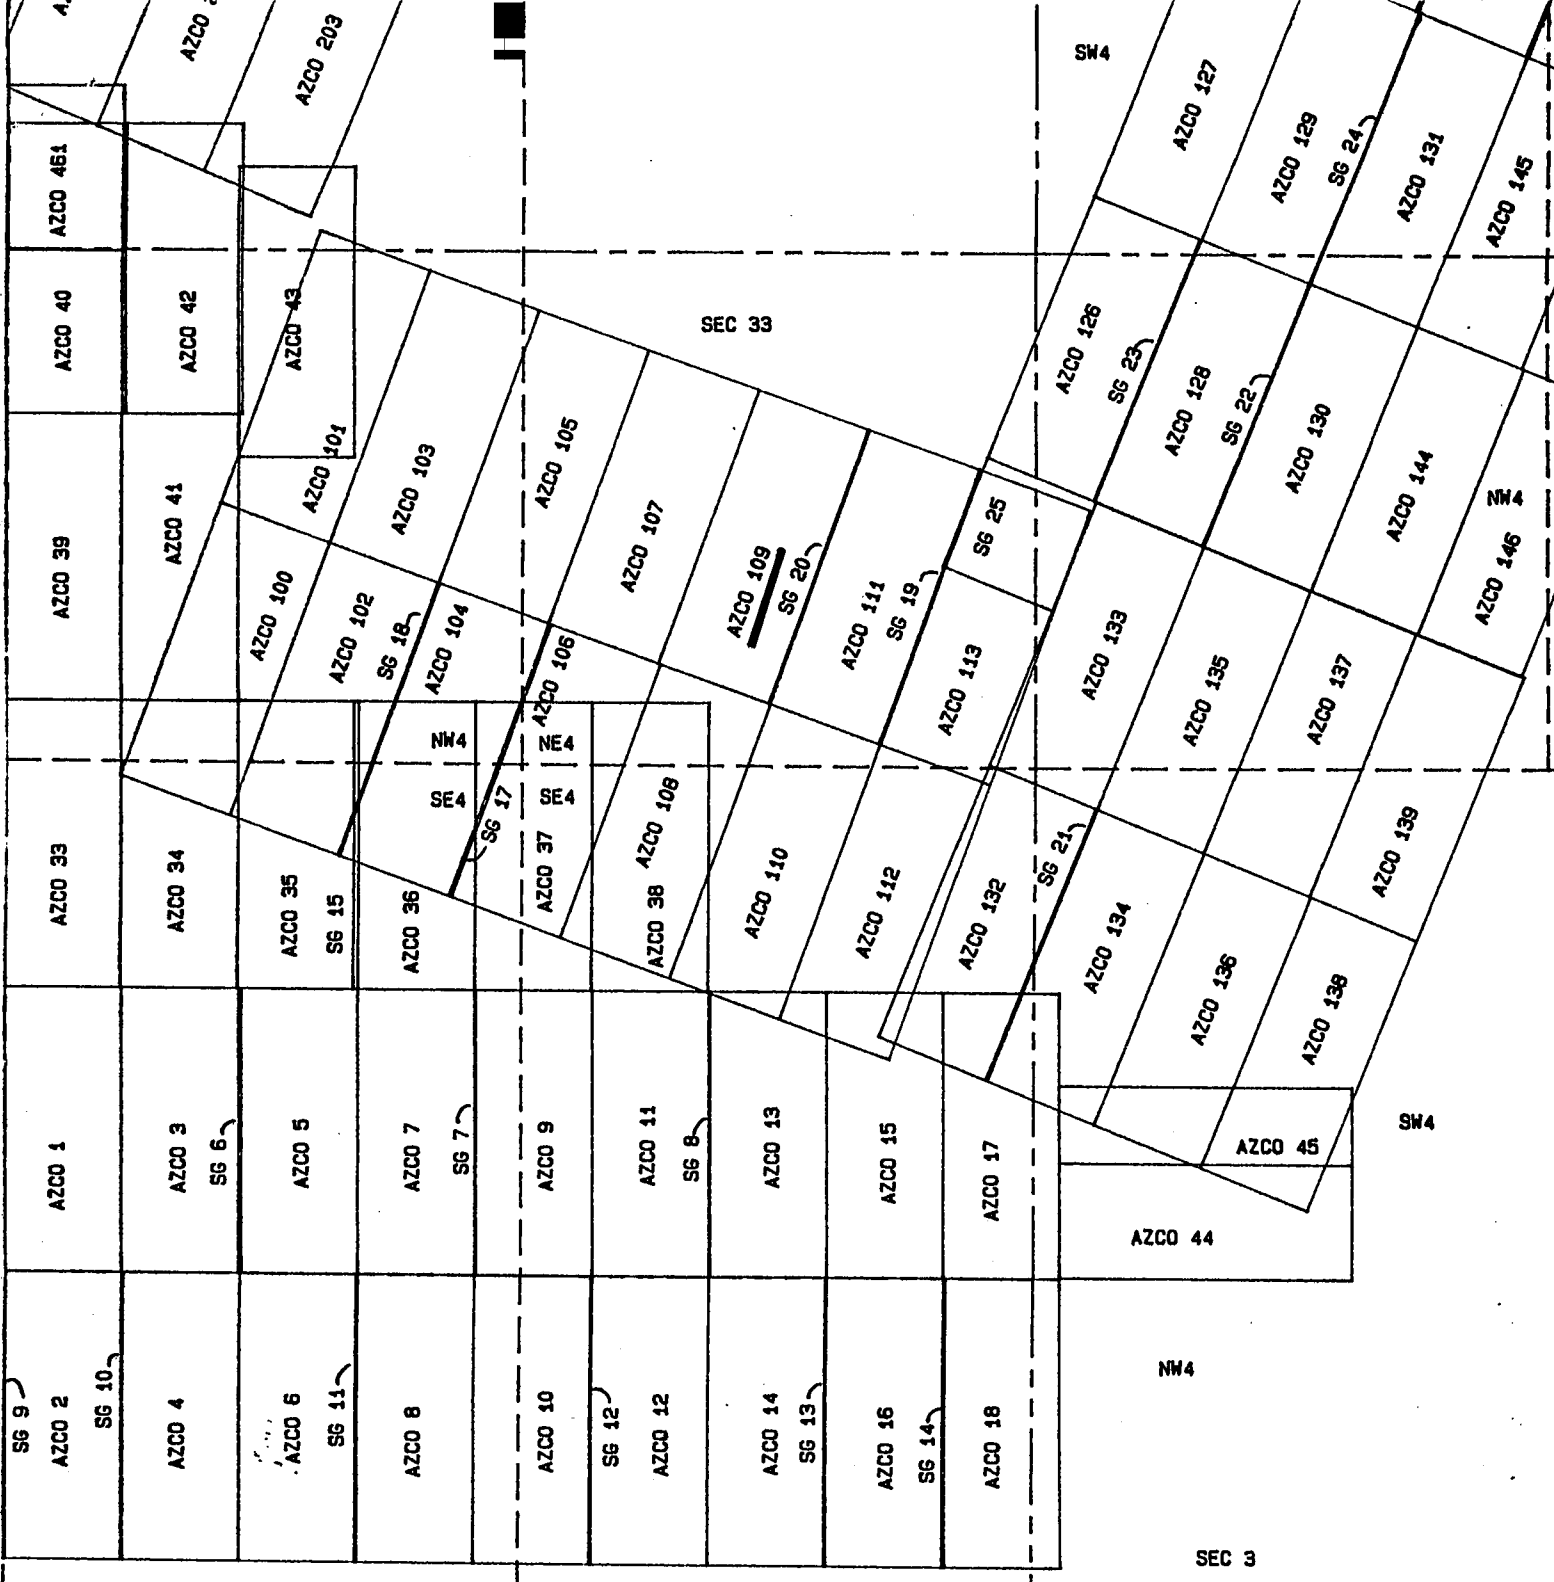 AZCO 203
SW4
AZCO 127
AZCO 129
SG 24
AZCO 131
AZCO 145
AZCO 461
AZCO 40
AZCO 42
AZCO 43
SEC 33
AZCO 126
SG 23
AZCO 128
SG 22
AZCO 130
AZCO 144
NW4
AZCO 146
AZCO 39
AZCO 41
AZCO 101
AZCO 103
AZCO 105
AZCO 107
AZCO 109
SG 20
AZCO 111
SG 19
SG 25
AZCO 100
AZCO 102
SG 18
AZCO 104
AZCO 106
AZCO 113
AZCO 133
AZCO 135
AZCO 137
NW4
NE4
SE4
SE4
SG 17
AZCO 33
AZCO 34
AZCO 35
SG 15
AZCO 36
AZCO 37
AZCO 38
AZCO 108
AZCO 110
AZCO 112
AZCO 132
SG 21
AZCO 134
AZCO 136
AZCO 138
AZCO 139
AZCO 1
AZCO 3
SG 6
AZCO 5
AZCO 7
SG 7
AZCO 9
AZCO 11
SG 8
AZCO 13
AZCO 15
AZCO 17
AZCO 45
SW4
AZCO 44
SG 9
AZCO 2
SG 10
AZCO 4
AZCO 6
SG 11
AZCO 8
AZCO 10
SG 12
AZCO 12
AZCO 14
SG 13
AZCO 16
SG 14
AZCO 18
NW4
SEC 3